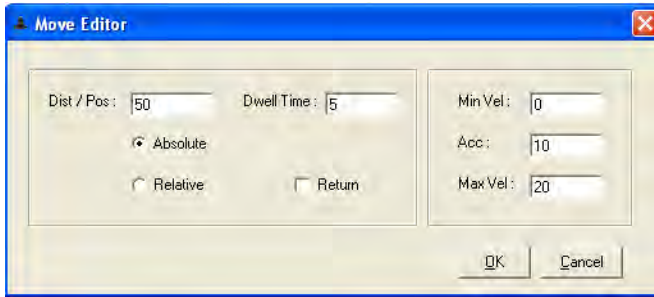 Move Editor
Dist / Pos : 50 Dwell Time : 5 Min Vel : 0
Absolute Acc : 10
Relative Return Max Vel : 20
OK Cancel